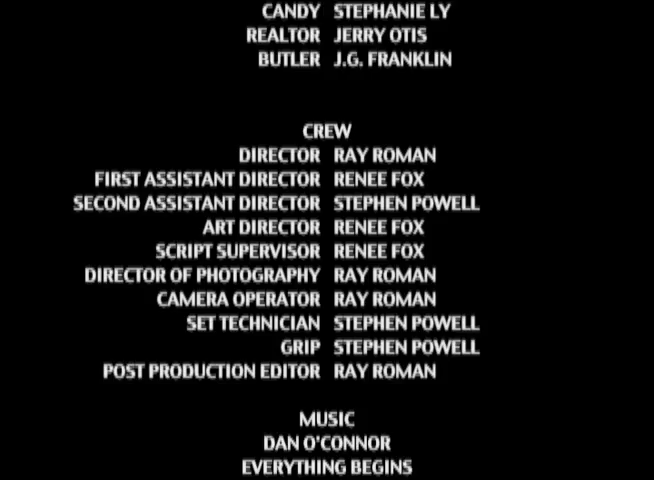 CANDY STEPHANIE LY
REALTOR JERRY OTIS
BUTLER J.G. FRANKLIN
CREW
DIRECTOR RAY ROMAN
FIRST ASSISTANT DIRECTOR RENEE FOX
SECOND ASSISTANT DIRECTOR STEPHEN POWELL
ART DIRECTOR RENEE FOX
SCRIPT SUPERVISOR RENEE FOX
DIRECTOR OF PHOTOGRAPHY RAY ROMAN
CAMERA OPERATOR RAY ROMAN
SET TECHNICIAN STEPHEN POWELL
GRIP STEPHEN POWELL
POST PRODUCTION EDITOR RAY ROMAN
MUSIC
DAN O'CONNOR
EVERYTHING BEGINS